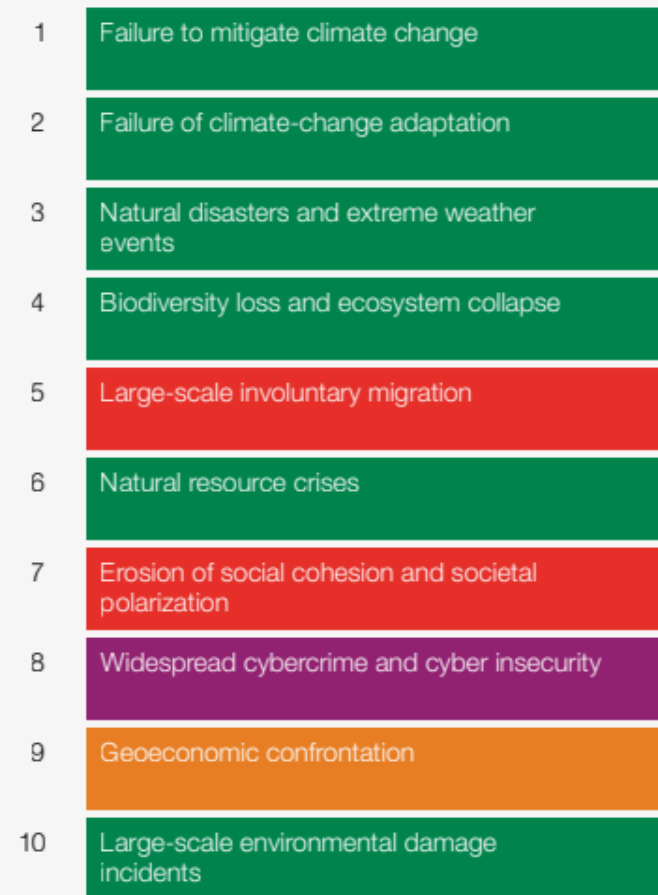 1 Failure to mitigate climate change
2 Failure of climate-change adaptation
3 Natural disasters and extreme weather
events
4 Biodiversity loss and ecosystem collapse
5 Large-scale involuntary migration
6 Natural resource crises
7 Erosion of social cohesion and societal
polarization
8 Widespread cybercrime and cyber insecurity
9 Geoeconomic confrontation
10 Large-scale environmental damage
incidents